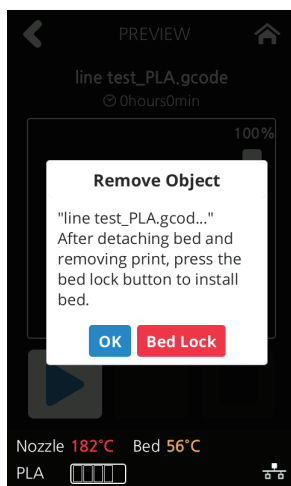 PREVIEW
line test_PLA.gcode
0hours0min
100%
Remove Object
"line test_PLA.gcod..."
After detaching bed and
removing print, press the
bed lock button to install
bed.
OK Bed Lock
Nozzle 182°C Bed 56°C
PLA